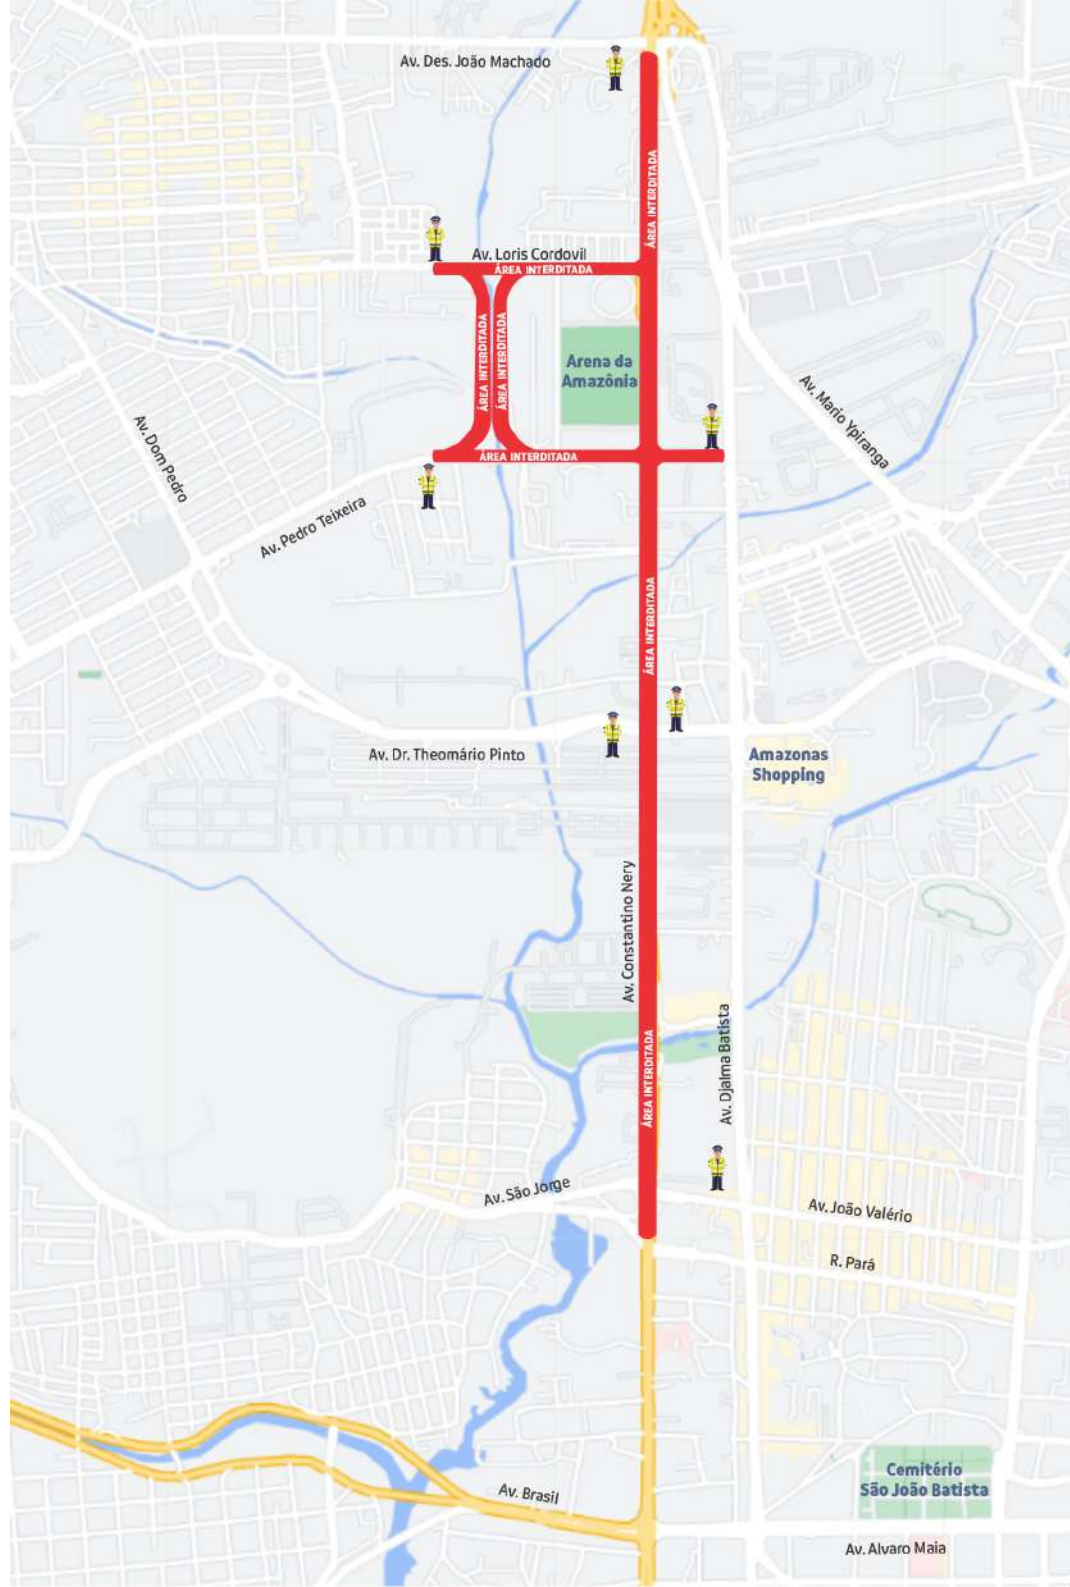 Av. Des. João Machado
ÁREA INTERDITADA
Av. Loris Cordovil
ÁREA INTERDITADA
ÁREA INTERDITADA
ÁREA INTERDITADA
Arena da
Amazônia
Av. Mario Ypiranga
Av. Dom Pedro
ÁREA INTERDITADA
Av. Pedro Teixeira
ÁREA INTERDITADA
Av. Dr. Theomário Pinto
Amazonas
Shopping
Av. Constantino Nery
Av. Djalma Batista
ÁREA INTERDITADA
Av. São Jorge
Av. João Valério
R. Pará
Cemitério
São João Batista
Av. Brasil
Av. Alvaro Maia